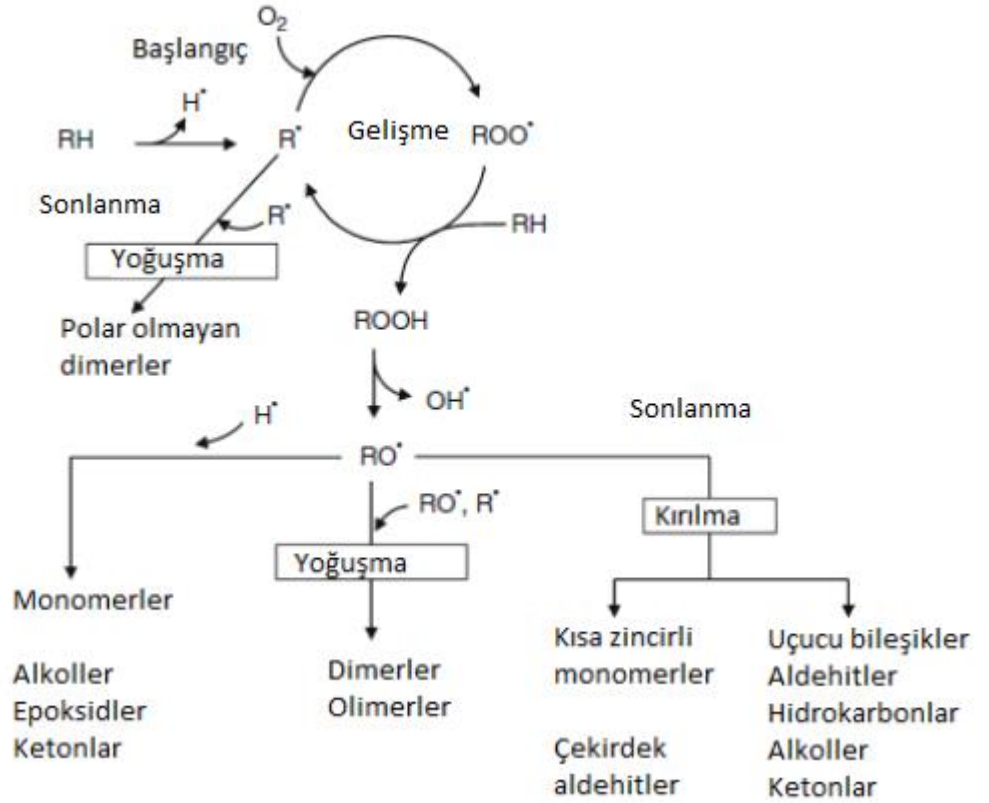 O2
Başlangıç
H•
RH
R•
Gelişme
ROO•
Sonlanma
R•
RH
Yoğuşma
ROOH
Polar olmayan
dimerler
OH•
Sonlanma
H•
RO•
RO•, R•
Kırılma
Yoğuşma
Monomerler
Alkoller
Epoksidler
Ketonlar
Dimerler
Olimerler
Kısa zincirli
monomerler
Çekirdek
aldehitler
Uçucu bileşikler
Aldehitler
Hidrokarbonlar
Alkoller
Ketonlar